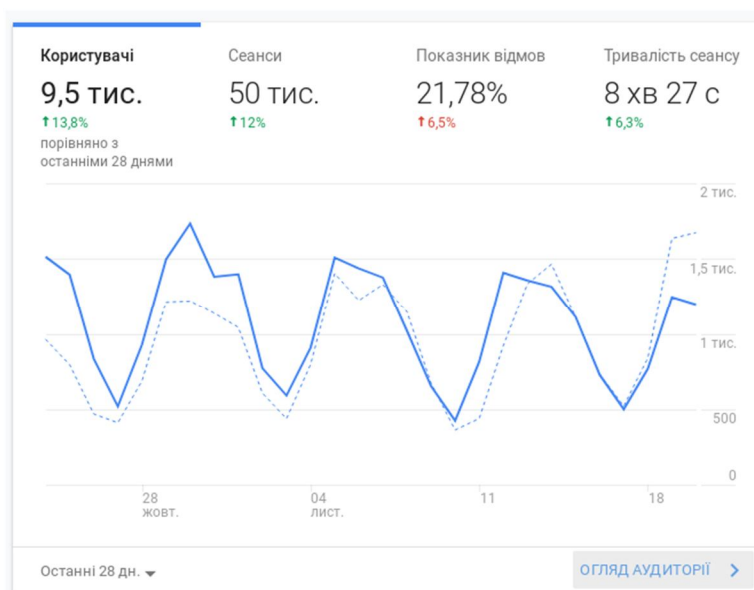 Користувачі
Сеанси
Показник відмов
Тривалість сеансу
9,5 тис.
50 тис.
21,78%
8 хв 27 с
↑13,8%
↑12%
↑6,5%
↑6,3%
порівняно з
останніми 28 днями
2 тис.
1,5 тис.
1 тис.
500
0
28
04
11
18
жовт.
лист.
Останні 28 дн.
ОГЛЯД АУДИТОРІЇ